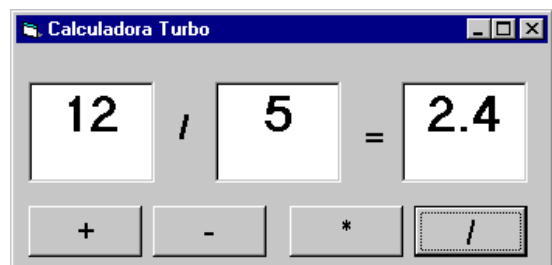 Calculadora Turbo
12 / 5 = 2.4
+ - * /